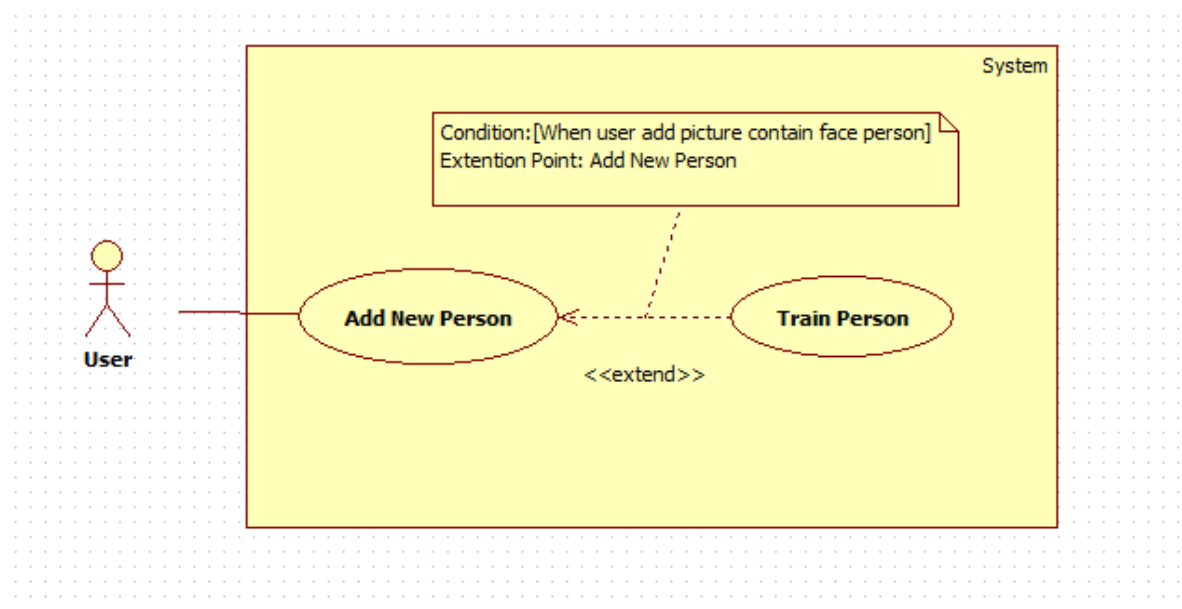 System
Condition:[When user add picture contain face person]
Extention Point: Add New Person
Add New Person
Train Person
User
<<extend>>